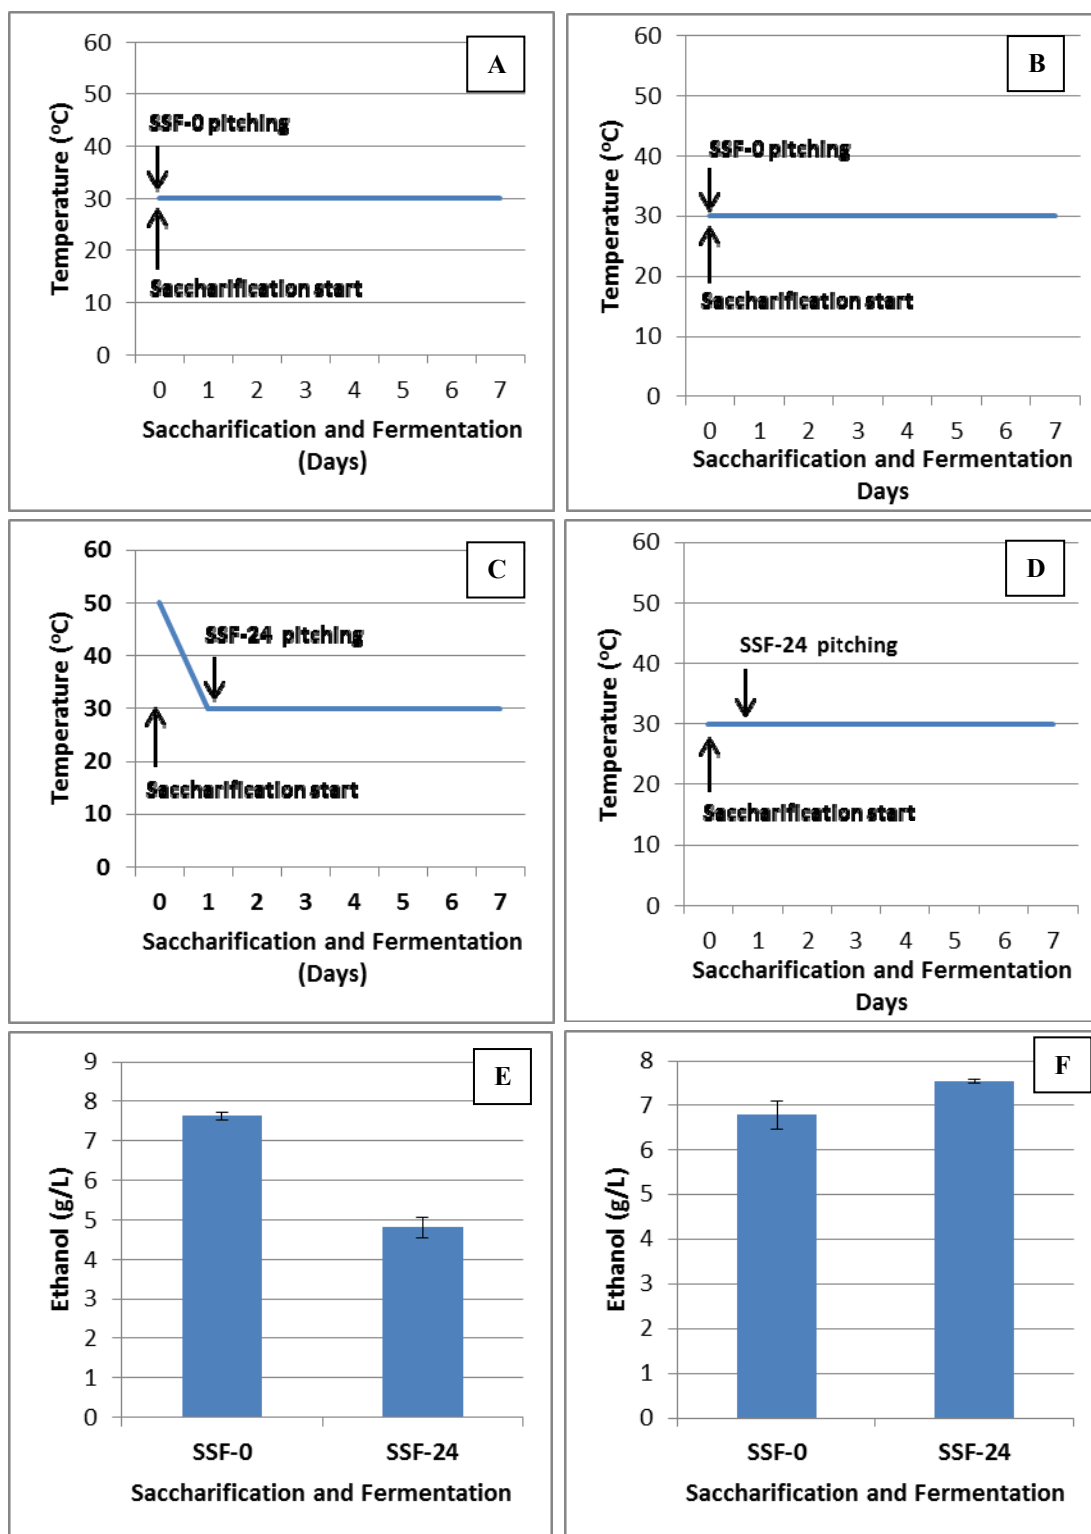 A
60
50
40
30
20
10
0
Temperature (ºC)
SSF-0 pitching
Saccharification start
0 1 2 3 4 5 6 7
Saccharification and Fermentation
(Days)
B
60
50
40
30
20
10
0
Temperature (ºC)
SSF-0 pitching
Saccharification start
0 1 2 3 4 5 6 7
Saccharification and Fermentation
Days
C
60
50
40
30
20
10
0
Temperature (ºC)
SSF-24 pitching
Saccharification start
0 1 2 3 4 5 6 7
Saccharification and Fermentation
(Days)
D
60
50
40
30
20
10
0
Temperature (ºC)
SSF-24 pitching
Saccharification start
0 1 2 3 4 5 6 7
Saccharification and Fermentation
Days
E
9
8
7
6
5
4
3
2
1
0
Ethanol (g/L)
SSF-0 SSF-24
Saccharification and Fermentation
F
8
7
6
5
4
3
2
1
0
Ethanol (g/L)
SSF-0 SSF-24
Saccharification and Fermentation